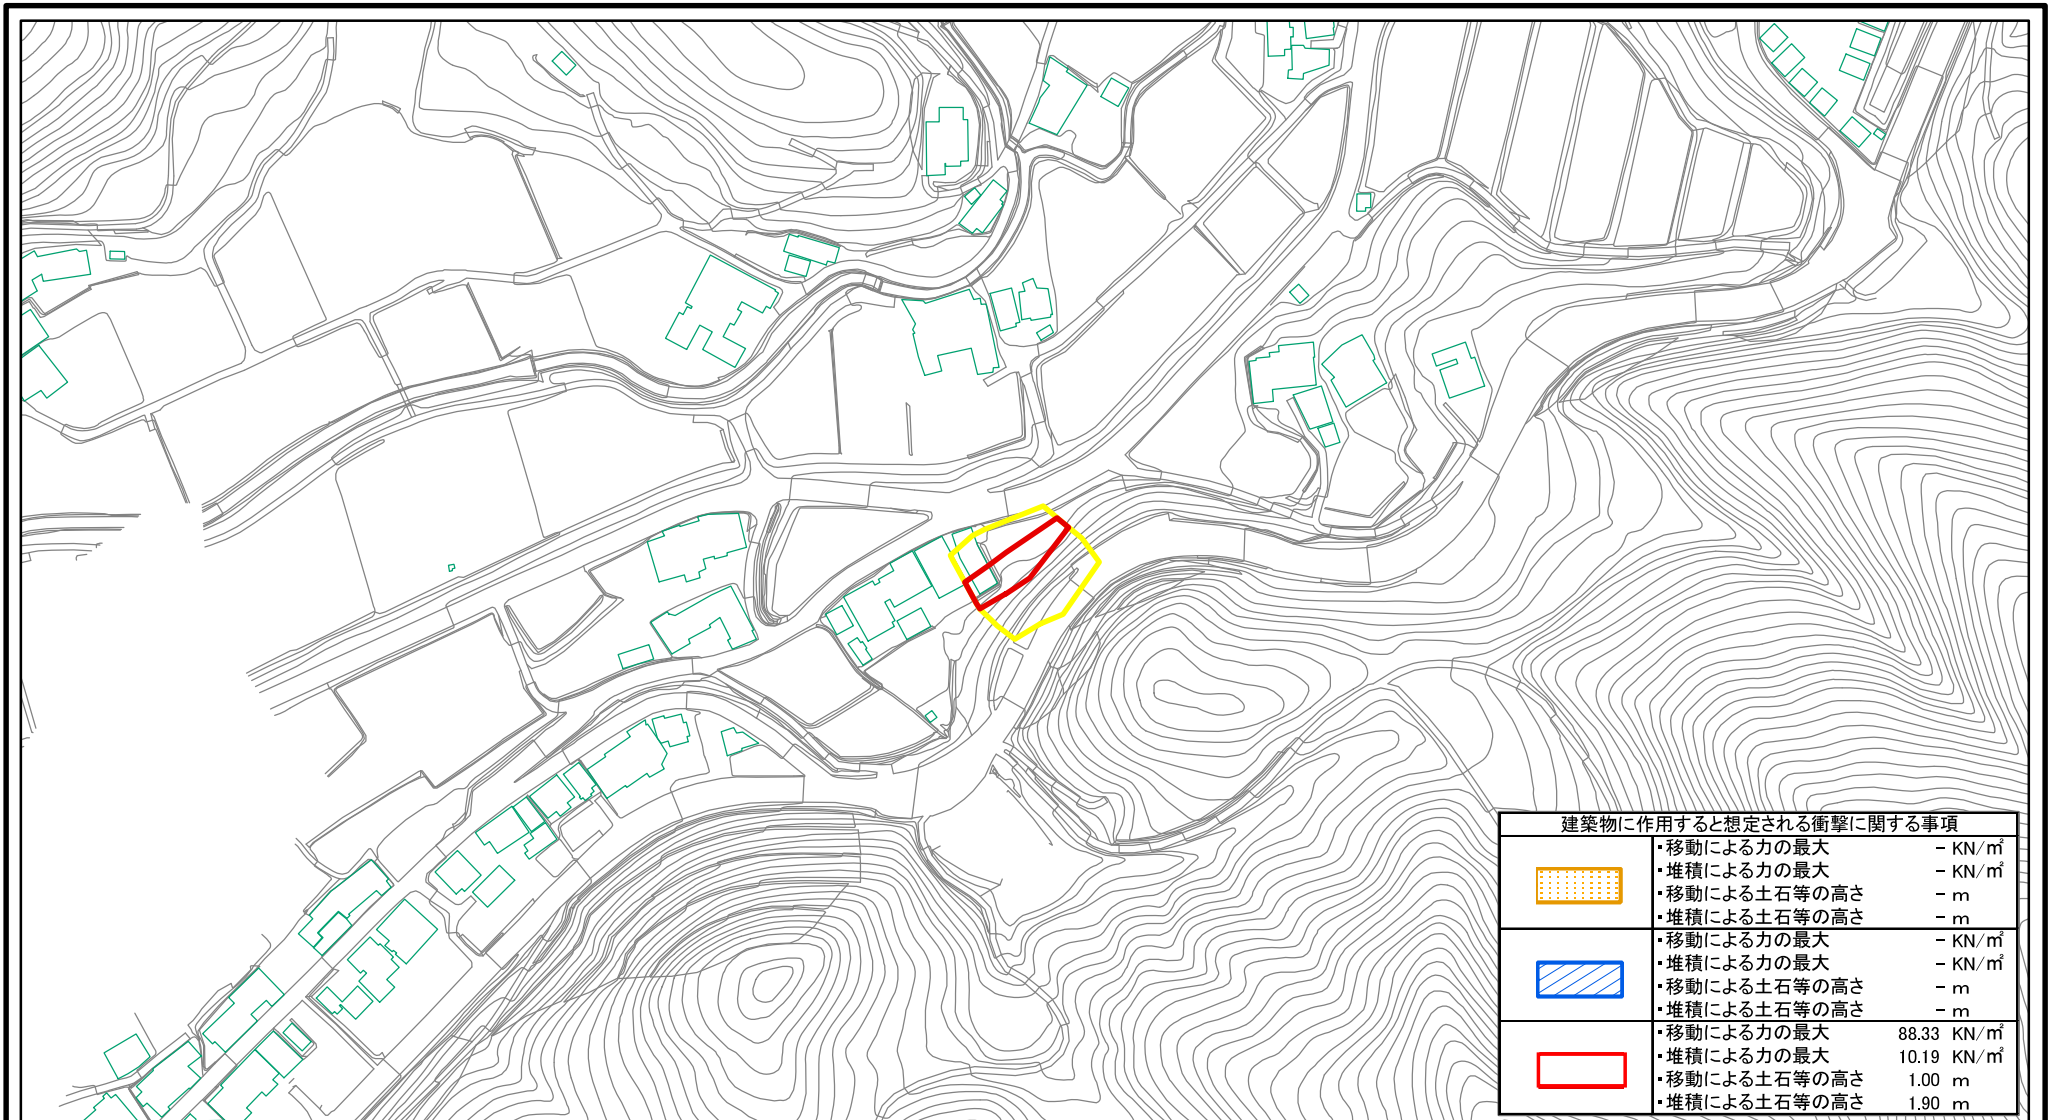 建築物に作用すると想定される衝撃に関する事項
・移動による力の最大 - KN/㎡
・堆積による力の最大 - KN/㎡
・移動による土石等の高さ - m
・堆積による土石等の高さ - m
・移動による力の最大 - KN/㎡
・堆積による力の最大 - KN/㎡
・移動による土石等の高さ - m
・堆積による土石等の高さ - m
・移動による力の最大 88.33 KN/㎡
・堆積による力の最大 10.19 KN/㎡
・移動による土石等の高さ 1.00 m
・堆積による土石等の高さ 1.90 m